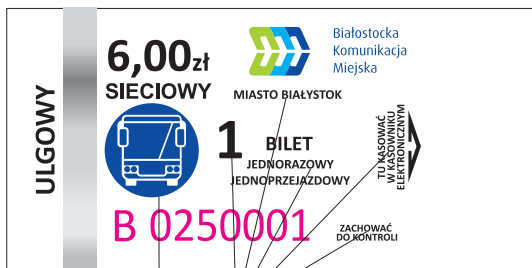 ULGOWY
6,00zł
SIECIOWY
Białostocka
Komunikacja
Miejska
MIASTO BIAŁYSTOK
1
BILET
JEDNORAZOWY
JEDNOPRZEJAZDOWY
TU KASOWAĆ
W KASOWNIKU
ELEKTRONICZNYM
B 0250001
ZACHOWAĆ
DO KONTROLI